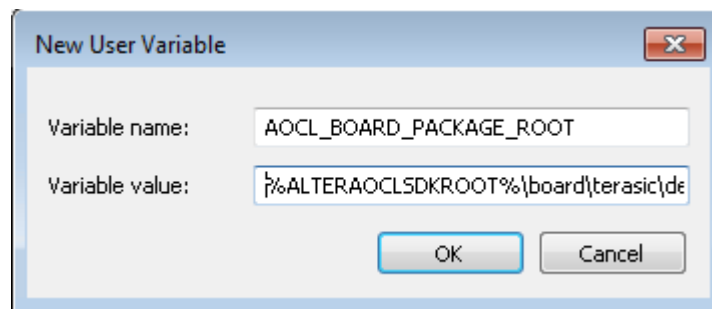 New User Variable
Variable name: AOCL_BOARD_PACKAGE_ROOT
Variable value: %ALTERAOCLSDKROOT%\board\terasic\de
OK Cancel